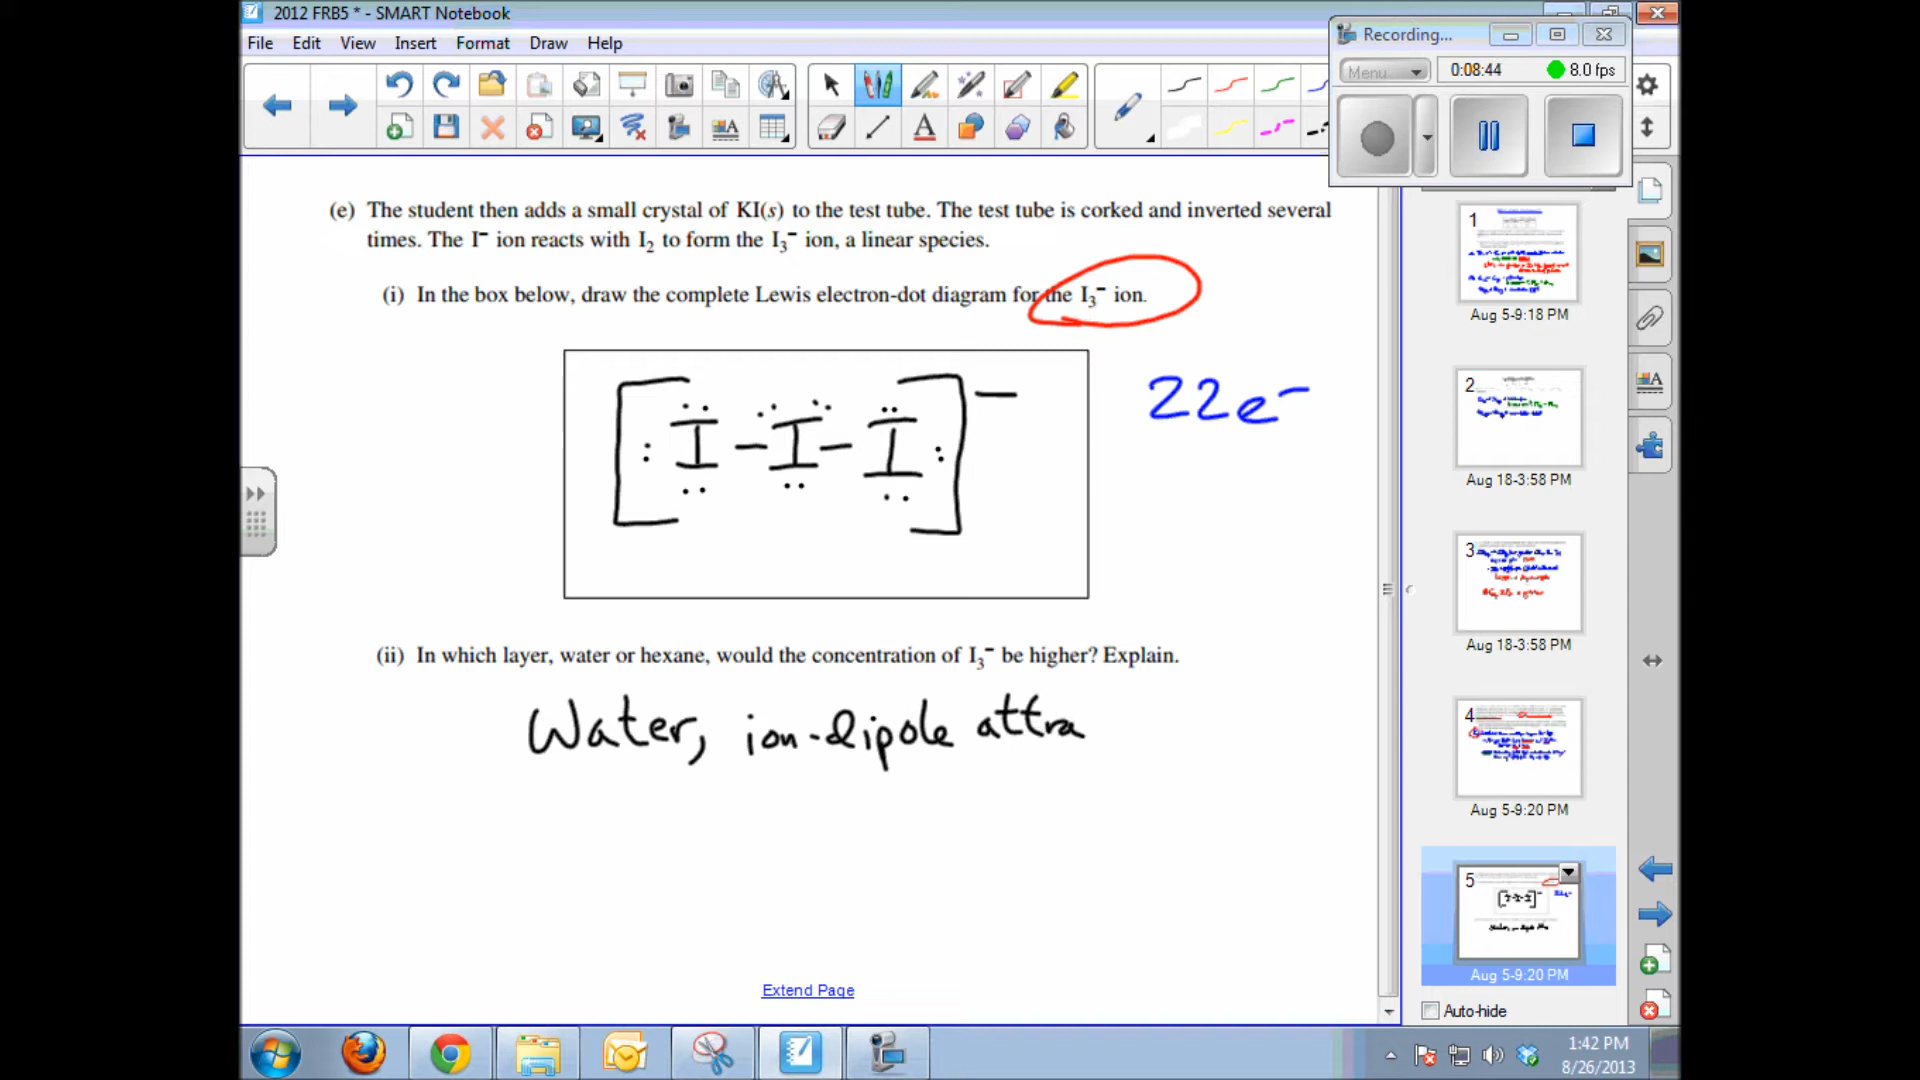 2012 FRB5 * - SMART Notebook
File Edit View Insert Format Draw Help
Recording...
Menu 0:08:44 8.0 fps
(e) The student then adds a small crystal of KI(s) to the test tube. The test tube is corked and inverted several
times. The I⁻ ion reacts with I₂ to form the I₃⁻ ion, a linear species.
(i) In the box below, draw the complete Lewis electron-dot diagram for the I₃⁻ ion.
[:I-I-I:]⁻
22e⁻
(ii) In which layer, water or hexane, would the concentration of I₃⁻ be higher? Explain.
Water, ion-dipole attra
Extend Page
1
Aug 5-9:18 PM
2
Aug 18-3:58 PM
3
Aug 18-3:58 PM
4
Aug 5-9:20 PM
5
Aug 5-9:20 PM
Auto-hide
1:42 PM
8/26/2013